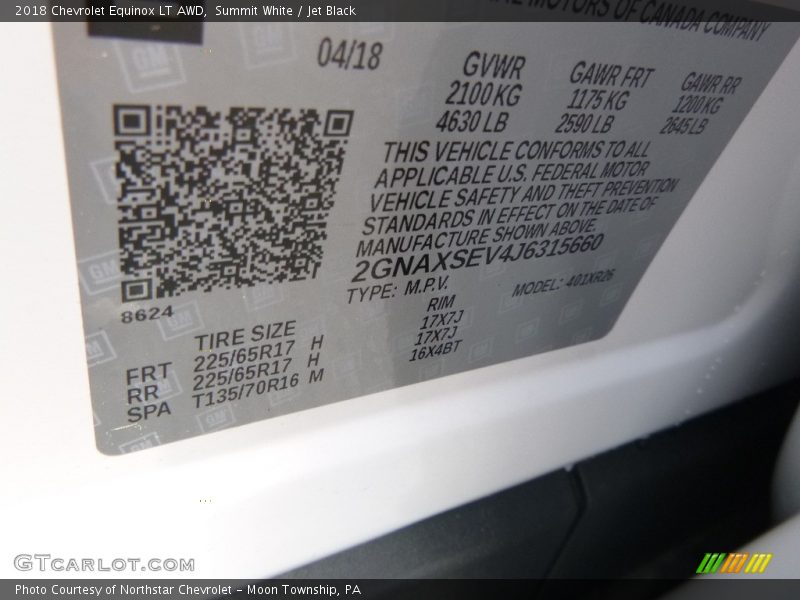 2018 Chevrolet Equinox LT AWD, Summit White / Jet Black
MOTORS OF CANADA COMPANY
04/18
GVWR
2100 KG
4630 LB
GAWR FRT
1175 KG
2590 LB
GAWR RR
1200 KG
2645 LB
THIS VEHICLE CONFORMS TO ALL
APPLICABLE U.S. FEDERAL MOTOR
VEHICLE SAFETY AND THEFT PREVENTION
STANDARDS IN EFFECT ON THE DATE OF
MANUFACTURE SHOWN ABOVE.
2GNAXSEV4J6315660
TYPE: M.P.V.
MODEL: 401XR26
8624
TIRE SIZE
RIM
FRT 225/65R17 H 17X7J
RR 225/65R17 H 17X7J
SPA T135/70R16 M 16X4BT
GM
GTCARLOT.COM
Photo Courtesy of Northstar Chevrolet - Moon Township, PA